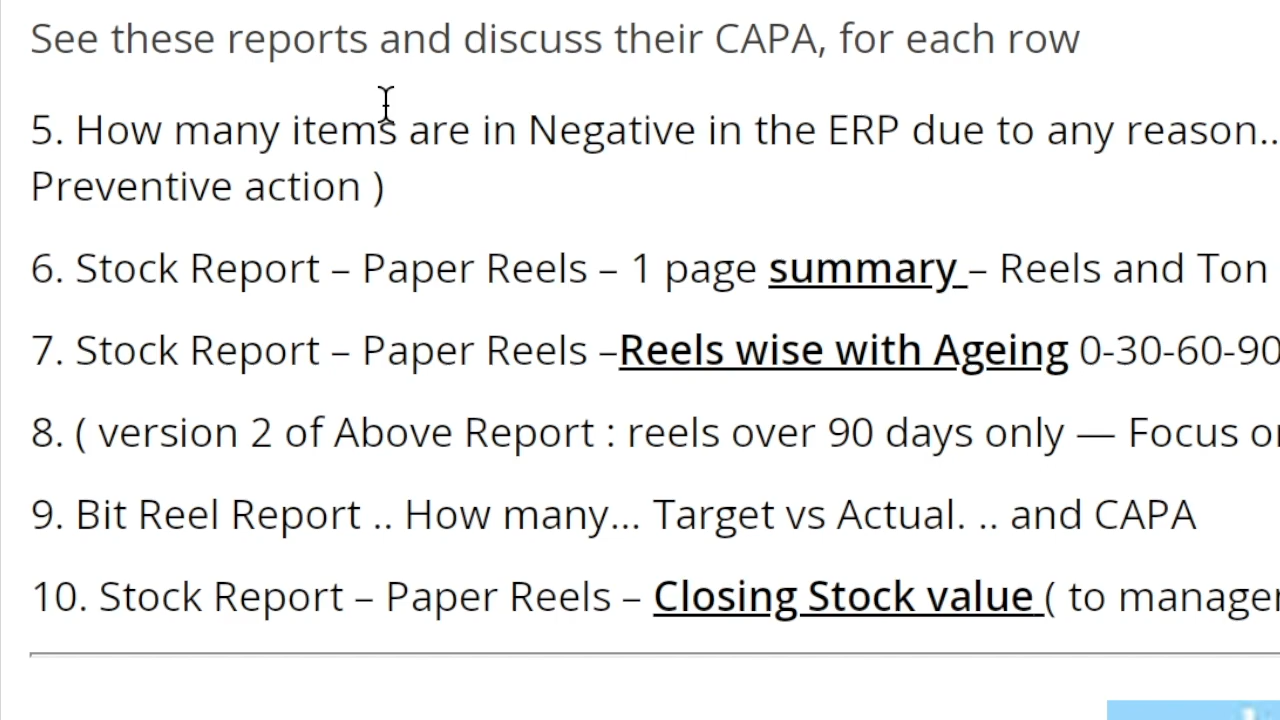 See these reports and discuss their CAPA, for each row
5. How many items are in Negative in the ERP due to any reason..
Preventive action )
6. Stock Report – Paper Reels – 1 page summary – Reels and Ton
7. Stock Report – Paper Reels –Reels wise with Ageing 0-30-60-90
8. ( version 2 of Above Report : reels over 90 days only — Focus
9. Bit Reel Report .. How many... Target vs Actual. .. and CAPA
10. Stock Report – Paper Reels – Closing Stock value ( to